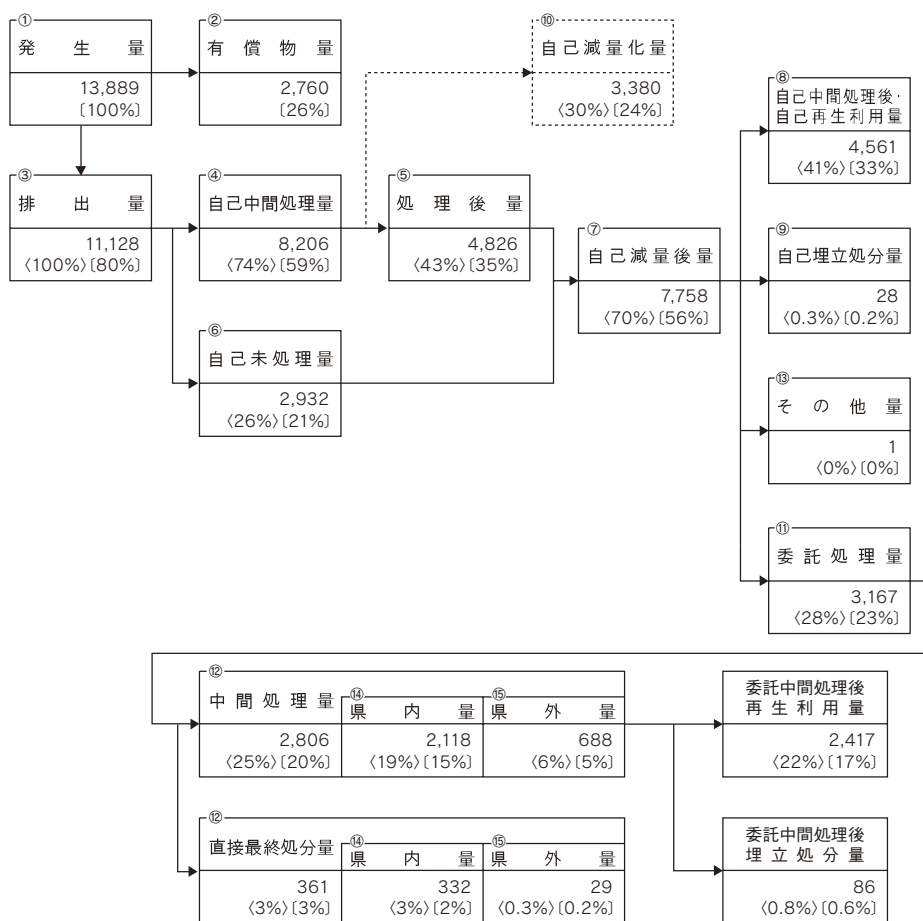 ①
発生量
13,889
〔100%〕
②
有償物量
2,760
〔26%〕
⑩
自己減量化量
3,380
〈30%〉〔24%〕
⑧
自己中間処理後・
自己再生利用量
4,561
〈41%〉〔33%〕
③
排出量
11,128
〈100%〉〔80%〕
④
自己中間処理量
8,206
〈74%〉〔59%〕
⑤
処理後量
4,826
〈43%〉〔35%〕
⑦
自己減量後量
7,758
〈70%〉〔56%〕
⑨
自己埋立処分量
28
〈0.3%〉〔0.2%〕
⑥
自己未処理量
2,932
〈26%〉〔21%〕
⑬
その他量
1
〈0%〉〔0%〕
⑪
委託処理量
3,167
〈28%〉〔23%〕
⑫
中間処理量
2,806
〈25%〉〔20%〕
⑭
県内量
2,118
〈19%〉〔15%〕
⑮
県外量
688
〈6%〉〔5%〕
委託中間処理後
再生利用量
2,417
〈22%〉〔17%〕
⑫
直接最終処分量
361
〈3%〉〔3%〕
⑭
県内量
332
〈3%〉〔2%〕
⑮
県外量
29
〈0.3%〉〔0.2%〕
委託中間処理後
埋立処分量
86
〈0.8%〉〔0.6%〕